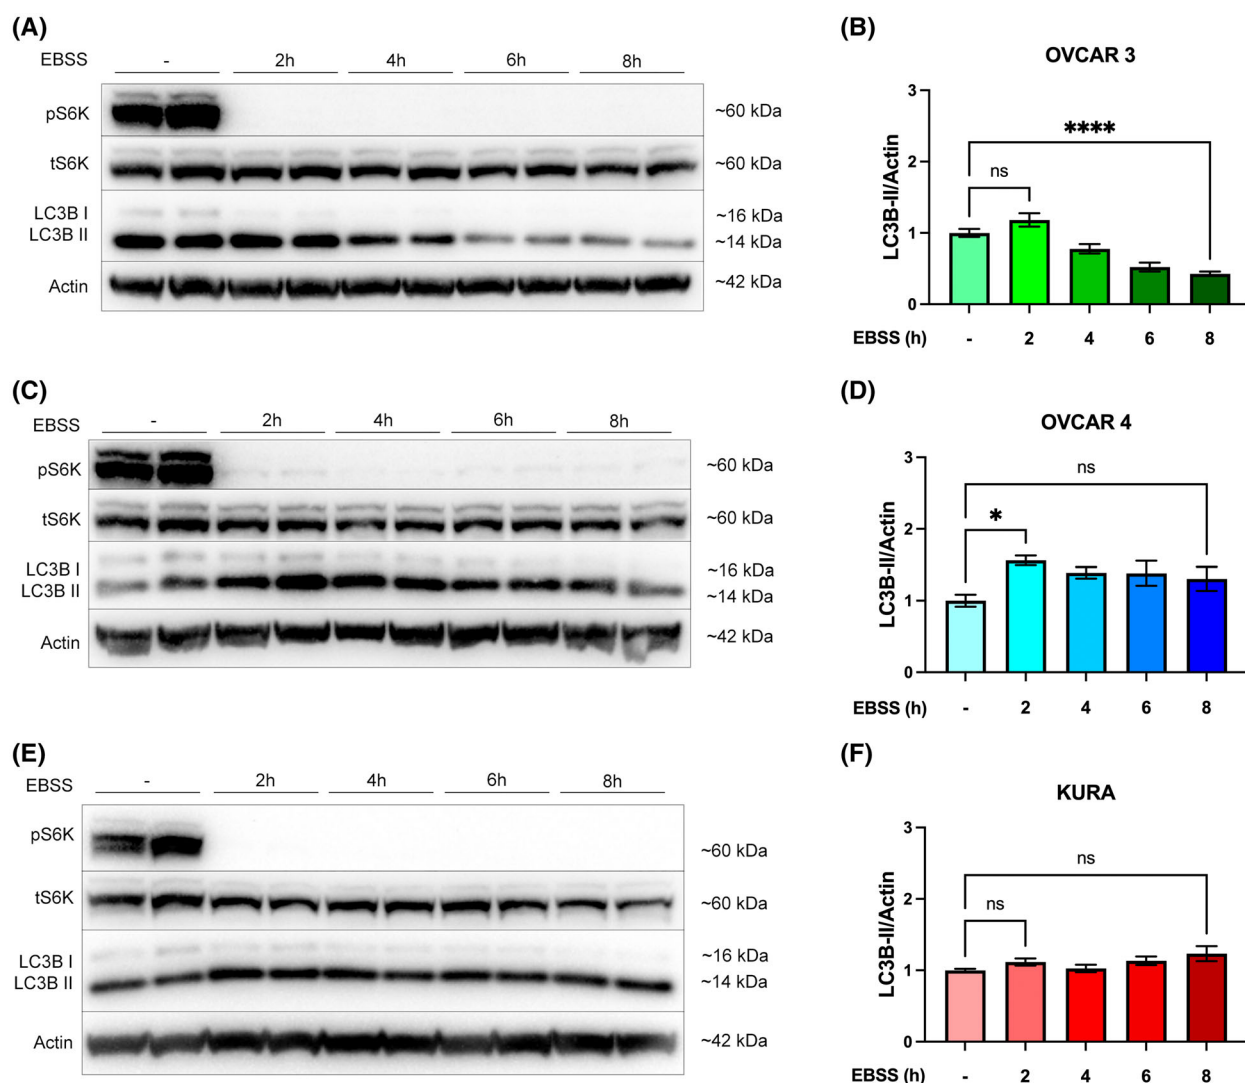 (A)
EBSS - 2h 4h 6h 8h
pS6K ~60 kDa
tS6K ~60 kDa
LC3B I ~16 kDa
LC3B II ~14 kDa
Actin ~42 kDa
(B)
OVCAR 3
LC3B-II/Actin
3
2
1
0
****
ns
EBSS (h) - 2 4 6 8
(C)
EBSS - 2h 4h 6h 8h
pS6K ~60 kDa
tS6K ~60 kDa
LC3B I ~16 kDa
LC3B II ~14 kDa
Actin ~42 kDa
(D)
OVCAR 4
LC3B-II/Actin
3
2
1
0
ns
*
EBSS (h) - 2 4 6 8
(E)
EBSS - 2h 4h 6h 8h
pS6K ~60 kDa
tS6K ~60 kDa
LC3B I ~16 kDa
LC3B II ~14 kDa
Actin ~42 kDa
(F)
KURA
LC3B-II/Actin
3
2
1
0
ns
ns
EBSS (h) - 2 4 6 8